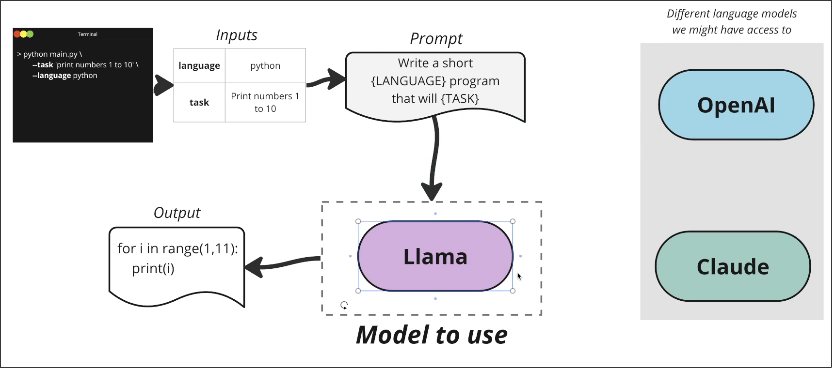 Terminal
> python main.py \
--task 'print numbers 1 to 10' \
--language python
Inputs
language python
task Print numbers 1
to 10
Prompt
Write a short
{LANGUAGE} program
that will {TASK}
Different language models
we might have access to
OpenAI
Claude
Llama
Model to use
Output
for i in range(1,11):
print(i)